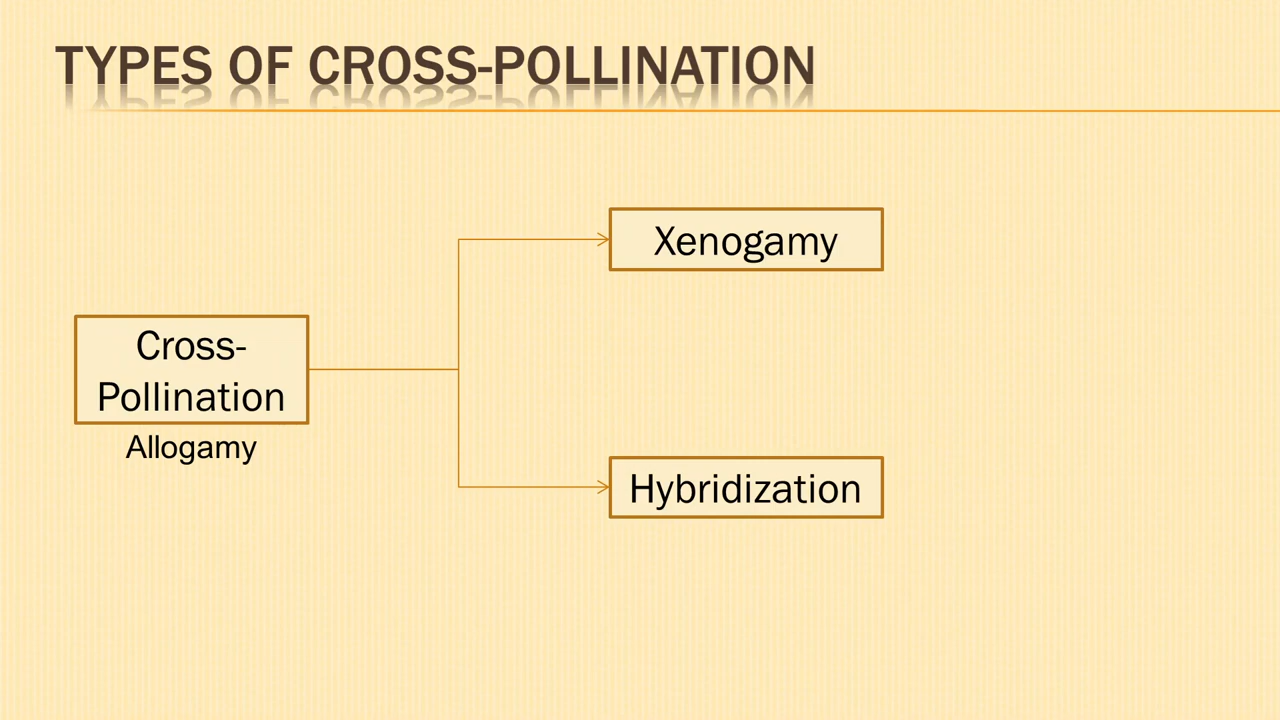 TYPES OF CROSS-POLLINATION
Xenogamy
Cross-
Pollination
Allogamy
Hybridization